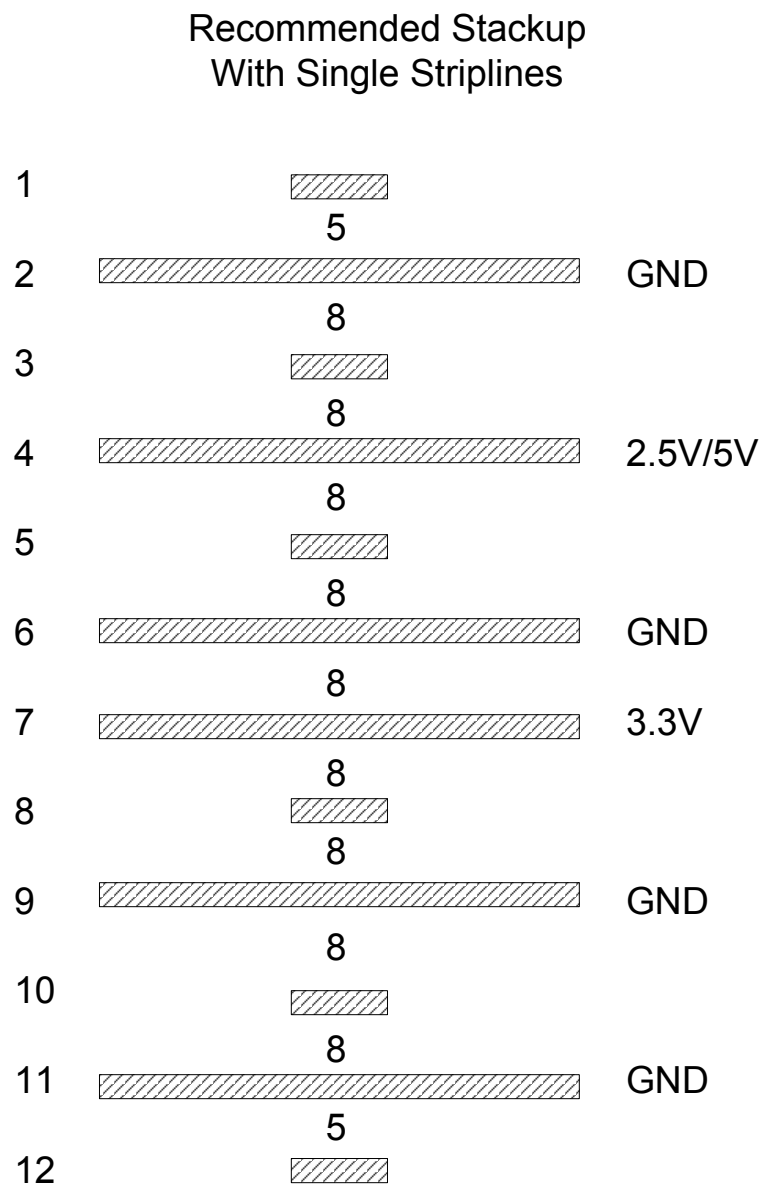 Recommended Stackup
With Single Striplines
1
5
2 GND
8
3
8
4 2.5V/5V
8
5
8
6 GND
8
7 3.3V
8
8
8
9 GND
8
10
8
11 GND
5
12